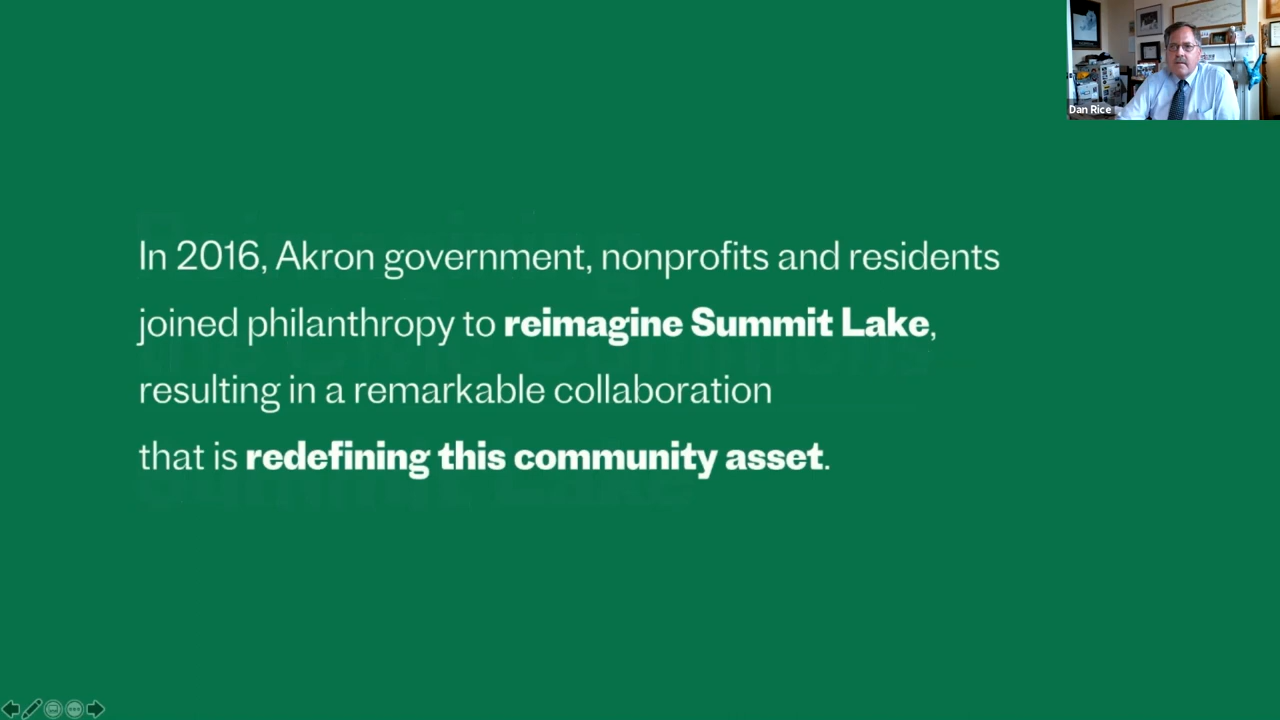 Dan Rice
In 2016, Akron government, nonprofits and residents
joined philanthropy to reimagine Summit Lake,
resulting in a remarkable collaboration
that is redefining this community asset.